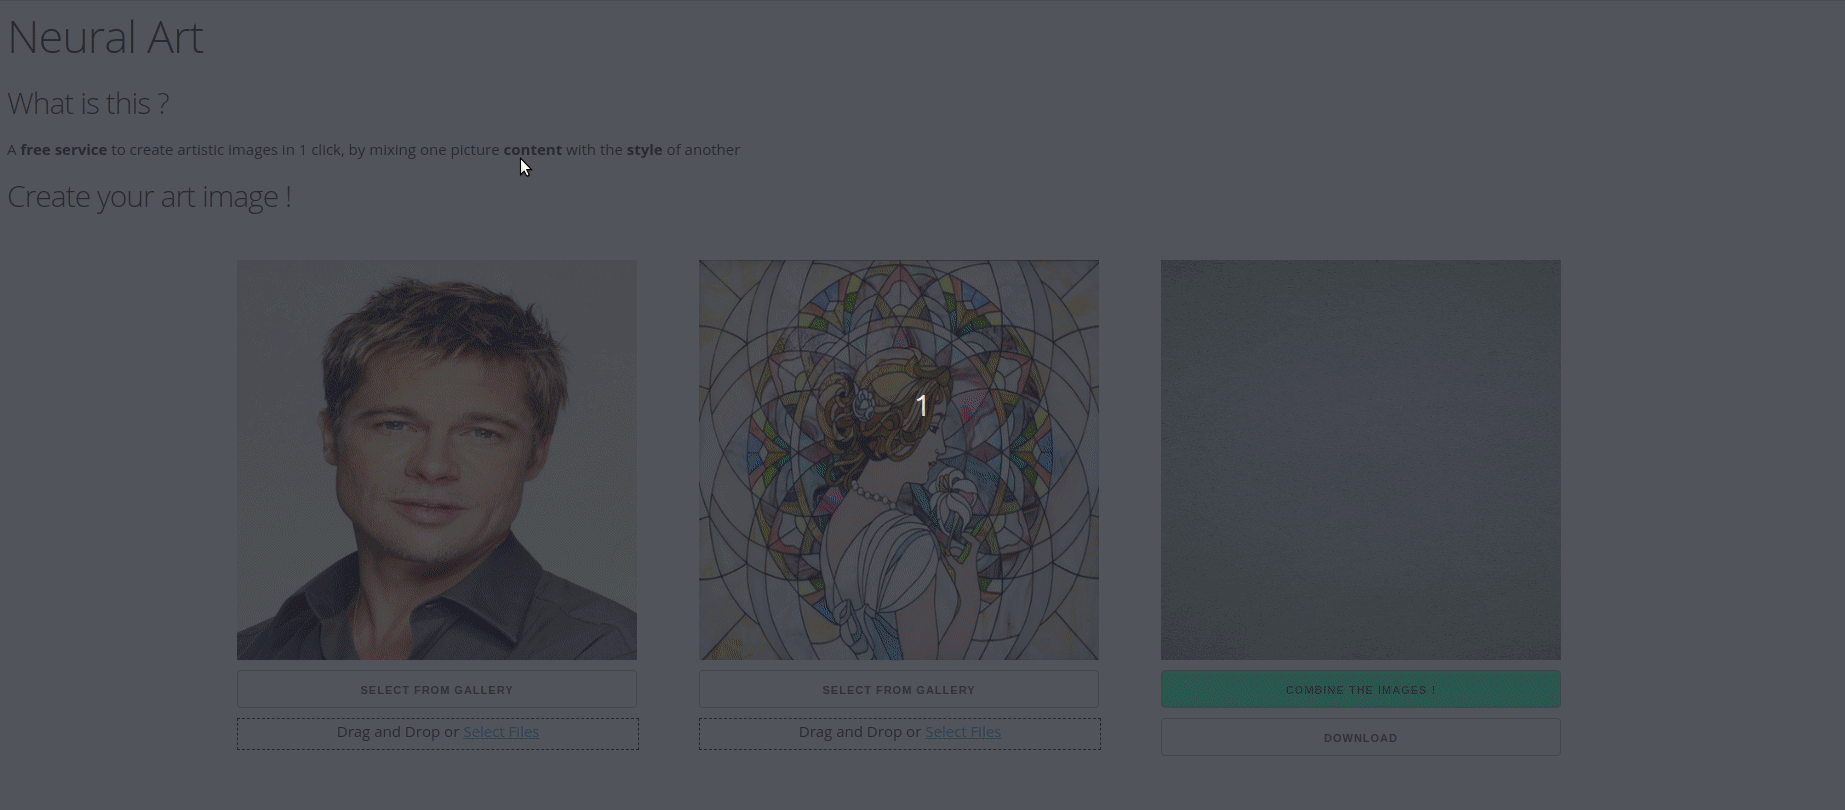 Neural Art
What is this ?
A free service to create artistic images in 1 click, by mixing one picture content with the style of another
Create your art image !
1
SELECT FROM GALLERY
Drag and Drop or Select Files
SELECT FROM GALLERY
Drag and Drop or Select Files
COMBINE THE IMAGES !
DOWNLOAD